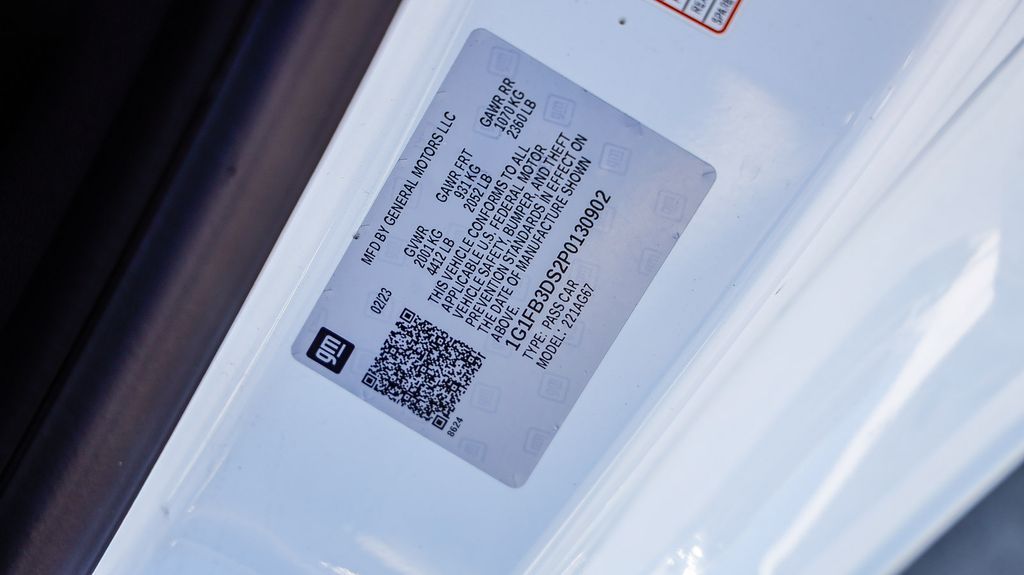 gm
02/23
MFD BY GENERAL MOTORS LLC
GVWR
2001 KG
4412 LB
GAWR FRT
931 KG
2052 LB
GAWR RR
1070 KG
2360 LB
THIS VEHICLE CONFORMS TO ALL
APPLICABLE U.S. FEDERAL MOTOR
VEHICLE SAFETY, BUMPER, AND THEFT
PREVENTION STANDARDS IN EFFECT ON
THE DATE OF MANUFACTURE SHOWN
ABOVE.
1G1FB3DS2P0130902
TYPE: PASS CAR
MODEL: 221AG67
8624